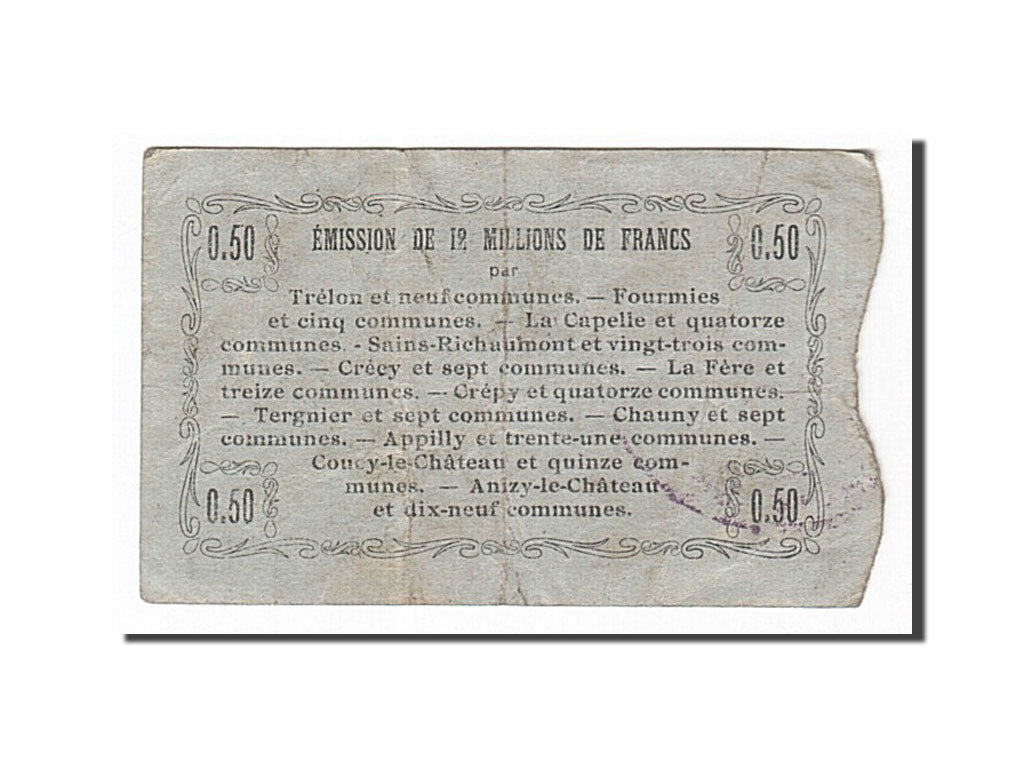 0.50 ÉMISSION DE 12 MILLIONS DE FRANCS 0.50
par
Trélon et neuf communes. — Fourmies
et cinq communes. — La Capelle et quatorze
communes. - Sains-Richaumont et vingt-trois com-
munes. — Crécy et sept communes. — La Fère et
treize communes. — Crépy et quatorze communes.
— Tergnier et sept communes. — Chauny et sept
communes. — Appilly et trente-une communes. —
Coucy-le-Château et quinze com-
munes. — Anizy-le-Château
0.50 et dix-neuf communes. 0.50